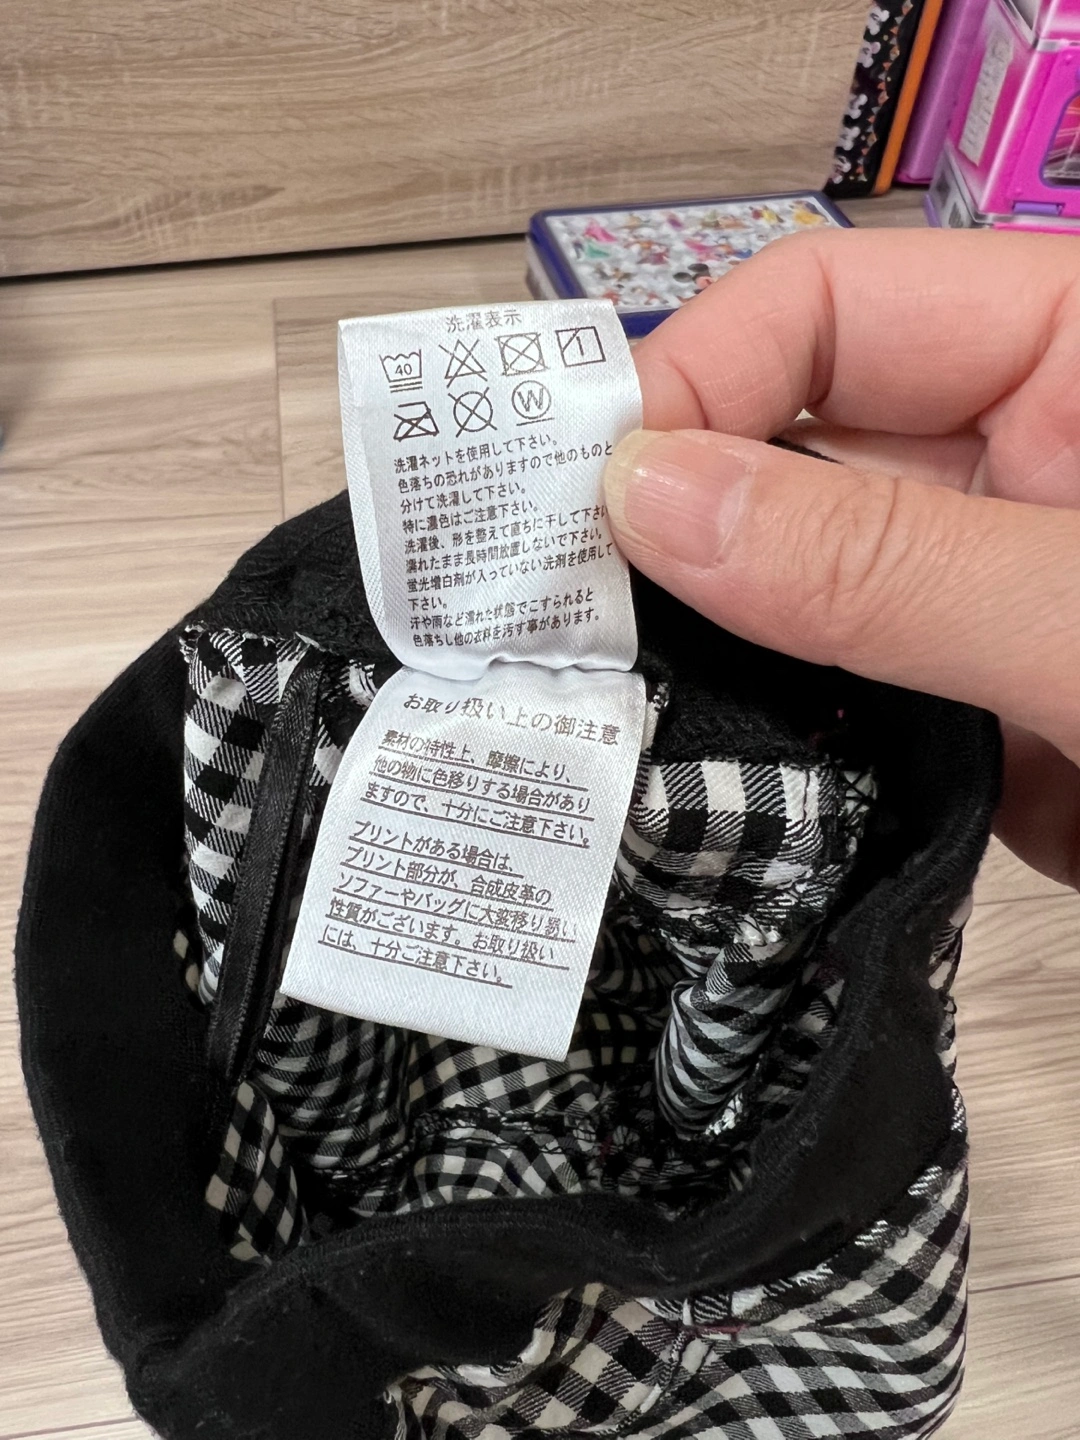 洗濯表示
40
W
洗濯ネットを使用して下さい。
色落ちの恐れがありますので他のものと
分けて洗濯して下さい。
特に濃色はご注意下さい。
洗濯後、形を整えて直ちに干して下さい
濡れたまま長時間放置しないで下さい。
蛍光増白剤が入っていない洗剤を使用して
下さい。
汗や雨など濡れた状態でこすられると
色落ちし他の衣料を汚す事があります。
お取り扱い上の御注意
素材の特性上、摩擦により、
他の物に色移りする場合があり
ますので、十分にご注意下さい。
プリントがある場合は、
プリント部分が、合成皮革の
ソファーやバッグに大変移り易い
性質がございます。お取り扱い
には、十分ご注意下さい。